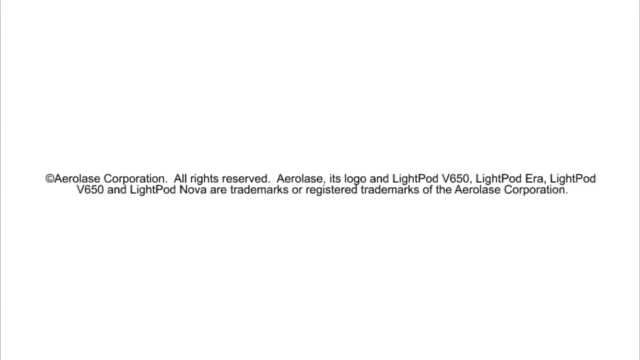 ©Aerolase Corporation.  All rights reserved.  Aerolase, its logo and LightPod V650, LightPod Era, LightPod
V650 and LightPod Nova are trademarks or registered trademarks of the Aerolase Corporation.